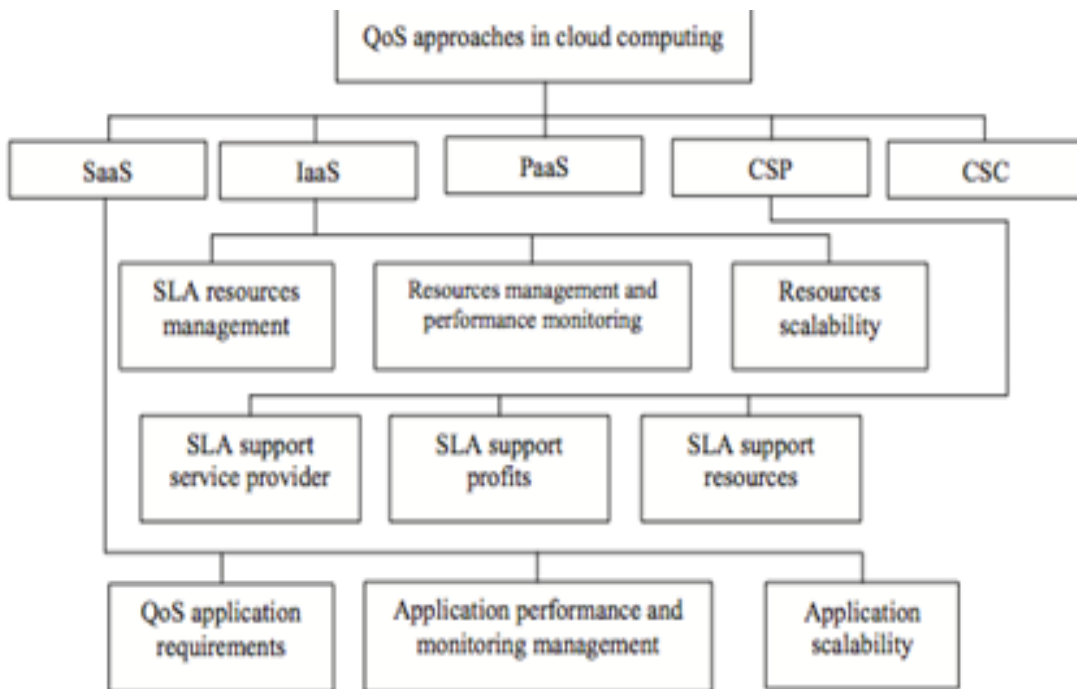 QoS approaches in cloud computing
SaaS
IaaS
PaaS
CSP
CSC
SLA resources
management
Resources management and
performance monitoring
Resources
scalability
SLA support
service provider
SLA support
profits
SLA support
resources
QoS application
requirements
Application performance and
monitoring management
Application
scalability